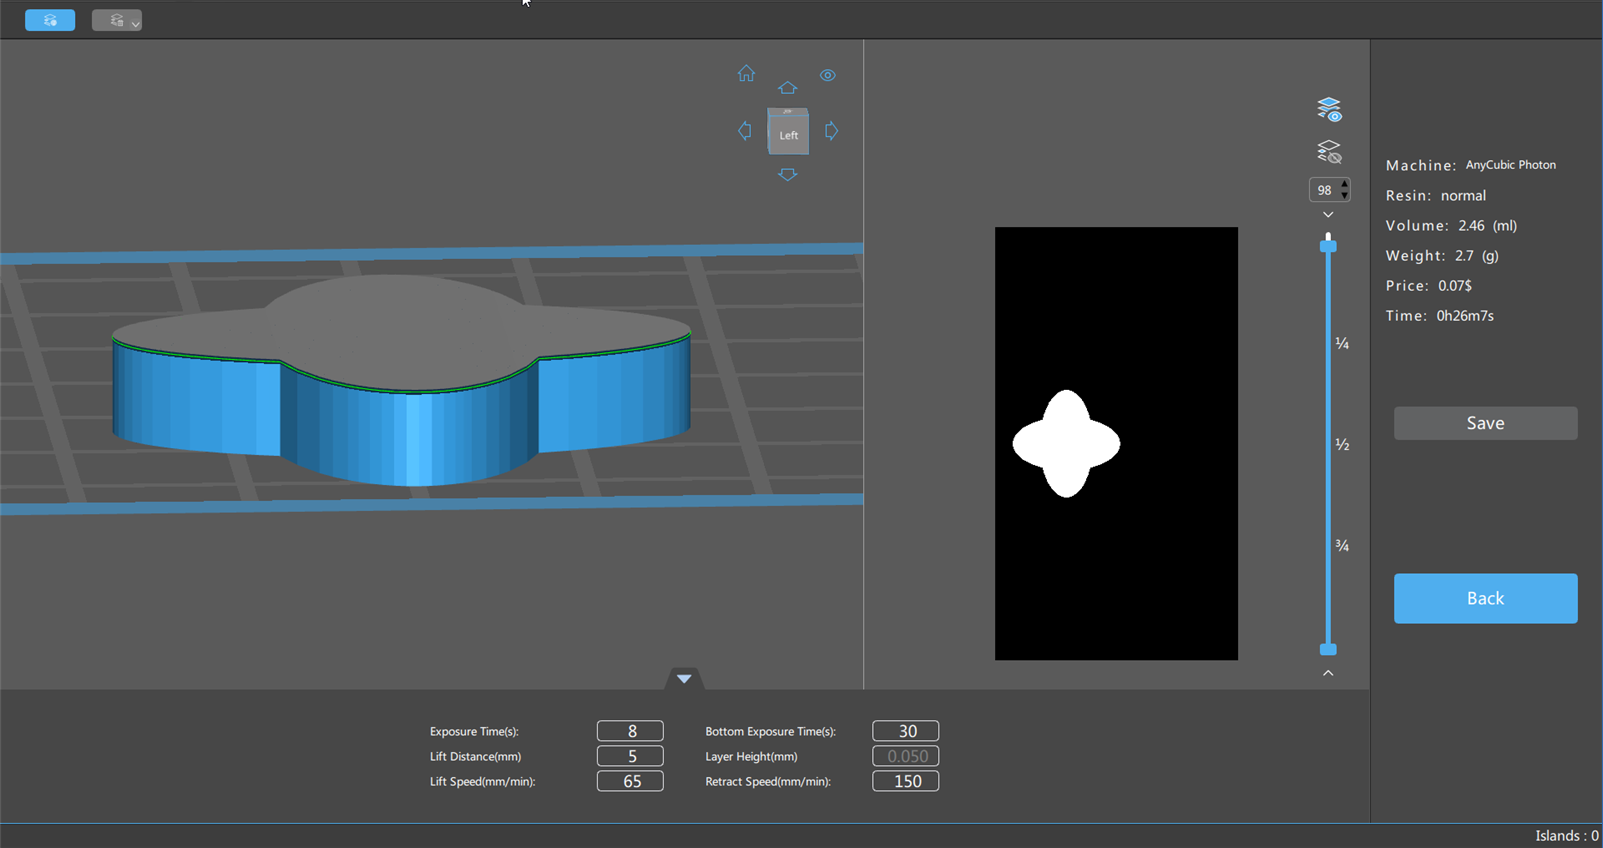 Left
98
¼
½
¾
Machine: AnyCubic Photon
Resin: normal
Volume: 2.46 (ml)
Weight: 2.7 (g)
Price: 0.07$
Time: 0h26m7s
Save
Back
Exposure Time(s): 8 Bottom Exposure Time(s): 30
Lift Distance(mm) 5 Layer Height(mm) 0.050
Lift Speed(mm/min): 65 Retract Speed(mm/min): 150
Islands : 0